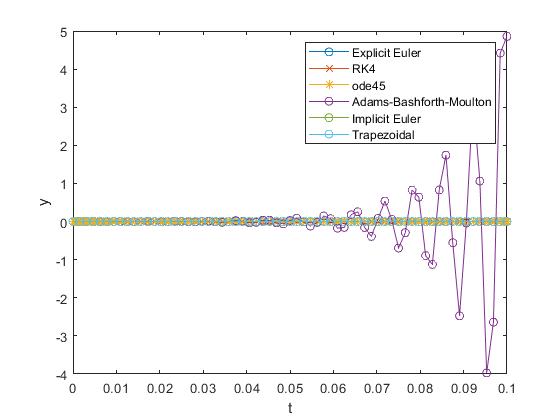 5
4
3
2
1
0
-1
-2
-3
-4
y
Explicit Euler
RK4
ode45
Adams-Bashforth-Moulton
Implicit Euler
Trapezoidal
0 0.01 0.02 0.03 0.04 0.05 0.06 0.07 0.08 0.09 0.1
t